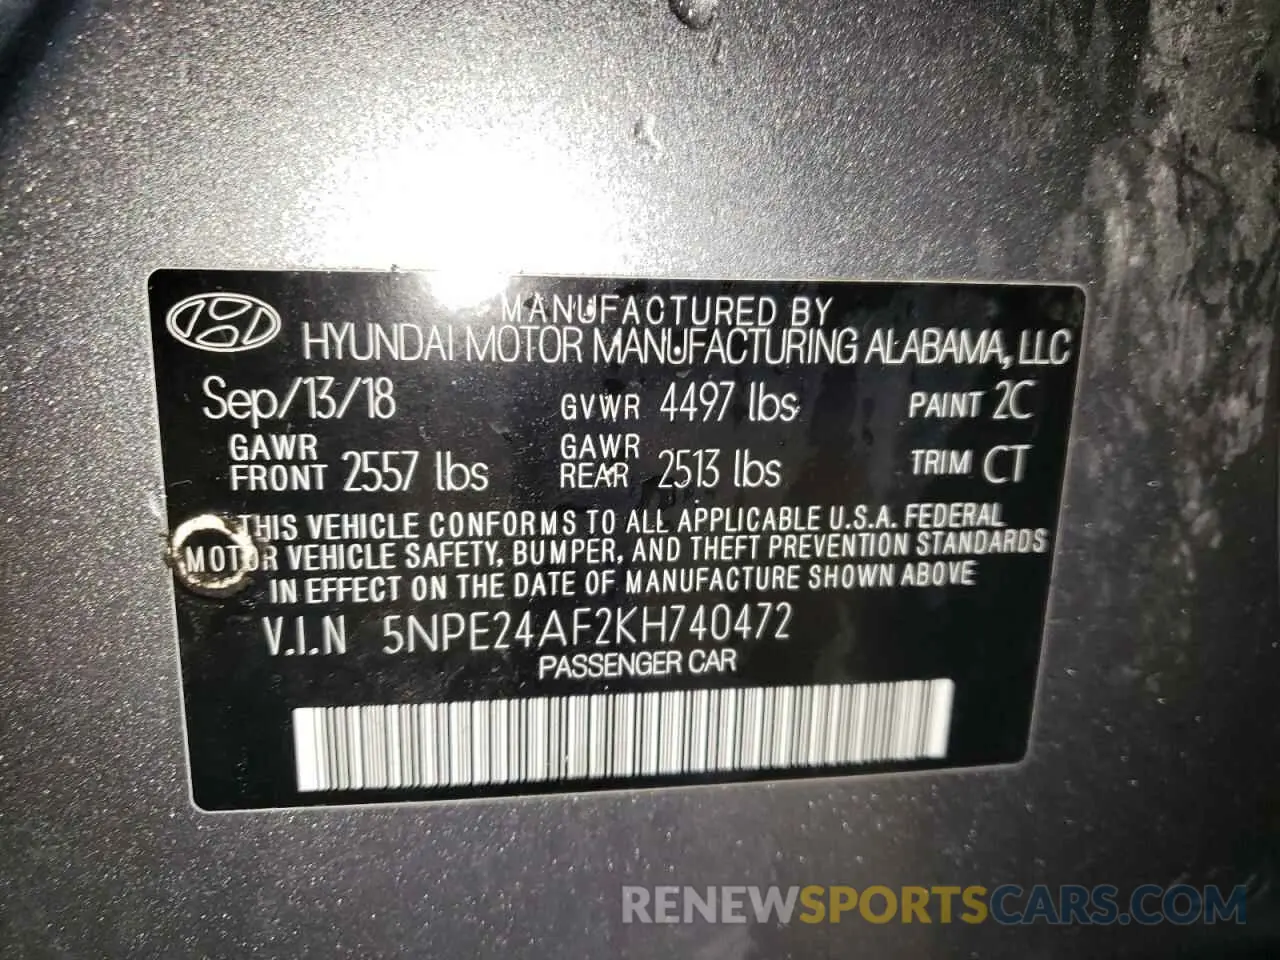 MANUFACTURED BY
HYUNDAI MOTOR MANUFACTURING ALABAMA, LLC
Sep/13/18 GVWR 4497 lbs PAINT 2C
GAWR FRONT 2557 lbs GAWR REAR 2513 lbs TRIM CT
THIS VEHICLE CONFORMS TO ALL APPLICABLE U.S.A. FEDERAL
MOTOR VEHICLE SAFETY, BUMPER, AND THEFT PREVENTION STANDARDS
IN EFFECT ON THE DATE OF MANUFACTURE SHOWN ABOVE
V.I.N 5NPE24AF2KH740472
PASSENGER CAR
RENEWSPORTSCARS.COM